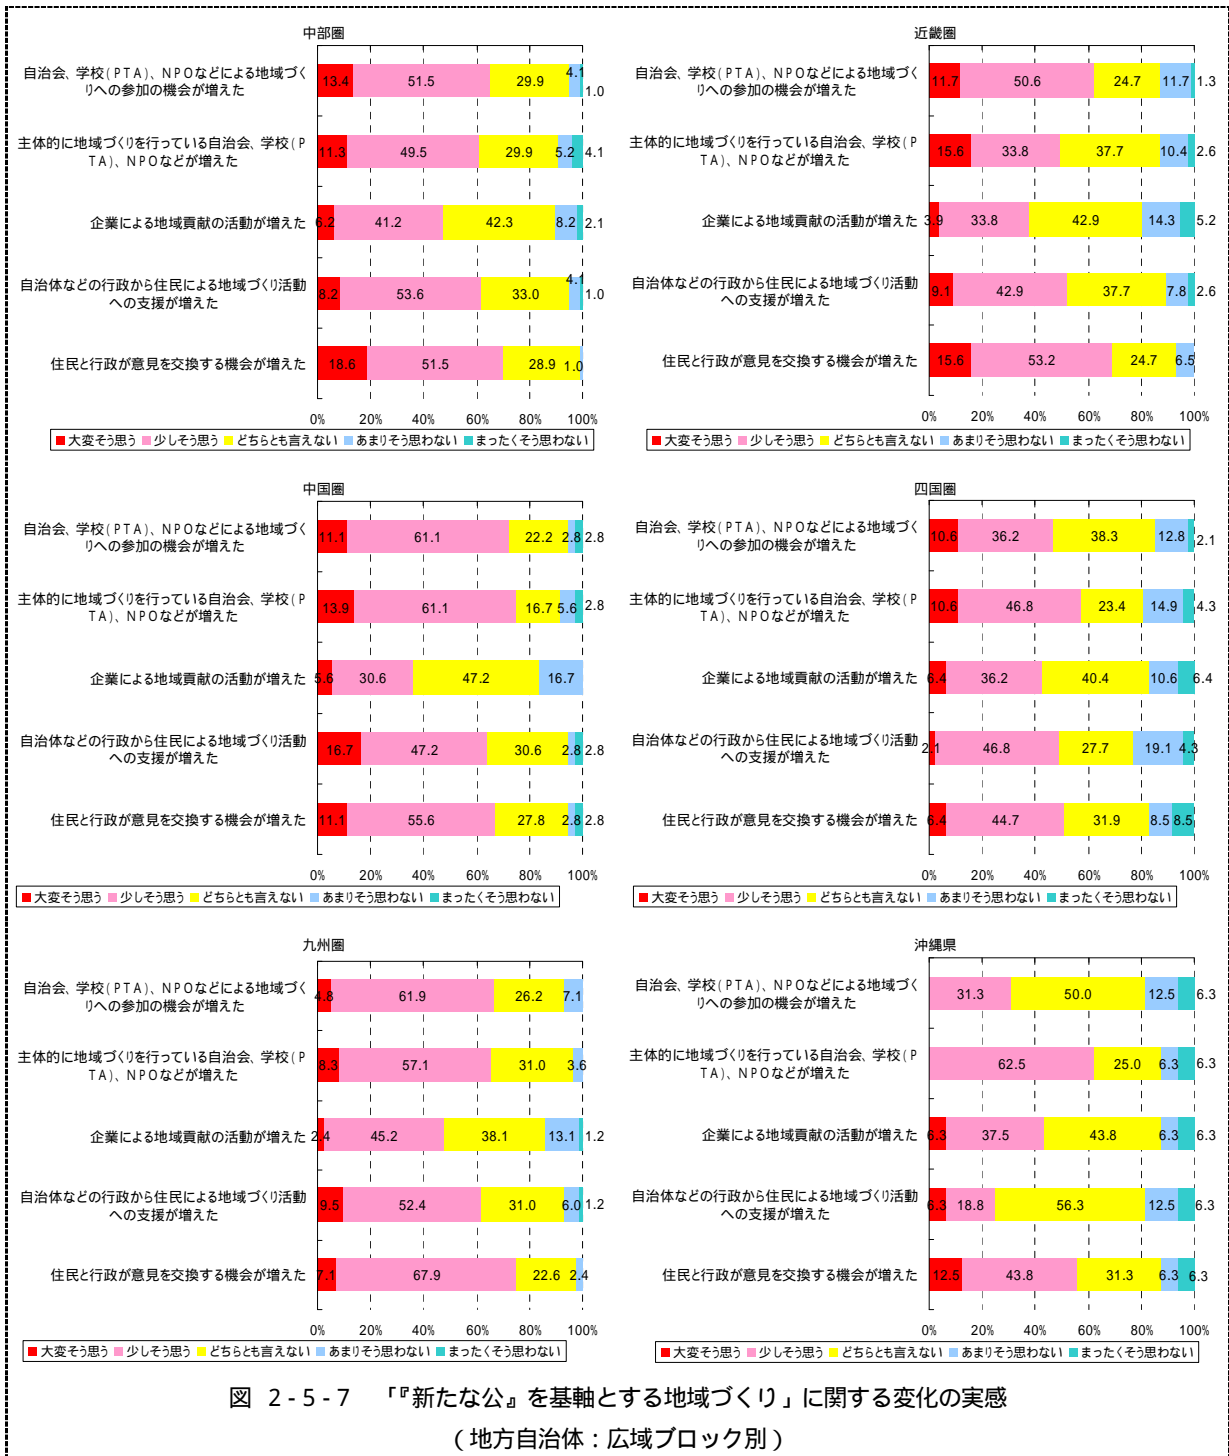 中部圏
自治会、学校(PTA)、NPOなどによる地域づく
りへの参加の機会が増えた
13.4 51.5 29.9 4.1 1.0
主体的に地域づくりを行っている自治会、学校(P
TA)、NPOなどが増えた
11.3 49.5 29.9 5.2 4.1
企業による地域貢献の活動が増えた
6.2 41.2 42.3 8.2 2.1
自治体などの行政から住民による地域づくり活動
への支援が増えた
8.2 53.6 33.0 4.1 1.0
住民と行政が意見を交換する機会が増えた
18.6 51.5 28.9 1.0
0% 20% 40% 60% 80% 100%
大変そう思う 少しそう思う どちらとも言えない あまりそう思わない まったくそう思わない
近畿圏
自治会、学校(PTA)、NPOなどによる地域づく
りへの参加の機会が増えた
11.7 50.6 24.7 11.7 1.3
主体的に地域づくりを行っている自治会、学校(P
TA)、NPOなどが増えた
15.6 33.8 37.7 10.4 2.6
企業による地域貢献の活動が増えた
3.9 33.8 42.9 14.3 5.2
自治体などの行政から住民による地域づくり活動
への支援が増えた
9.1 42.9 37.7 7.8 2.6
住民と行政が意見を交換する機会が増えた
15.6 53.2 24.7 6.5
0% 20% 40% 60% 80% 100%
大変そう思う 少しそう思う どちらとも言えない あまりそう思わない まったくそう思わない
中国圏
自治会、学校(PTA)、NPOなどによる地域づく
りへの参加の機会が増えた
11.1 61.1 22.2 2.8 2.8
主体的に地域づくりを行っている自治会、学校(P
TA)、NPOなどが増えた
13.9 61.1 16.7 5.6 2.8
企業による地域貢献の活動が増えた
5.6 30.6 47.2 16.7
自治体などの行政から住民による地域づくり活動
への支援が増えた
16.7 47.2 30.6 2.8 2.8
住民と行政が意見を交換する機会が増えた
11.1 55.6 27.8 2.8 2.8
0% 20% 40% 60% 80% 100%
大変そう思う 少しそう思う どちらとも言えない あまりそう思わない まったくそう思わない
四国圏
自治会、学校(PTA)、NPOなどによる地域づく
りへの参加の機会が増えた
10.6 36.2 38.3 12.8 2.1
主体的に地域づくりを行っている自治会、学校(P
TA)、NPOなどが増えた
10.6 46.8 23.4 14.9 4.3
企業による地域貢献の活動が増えた
6.4 36.2 40.4 10.6 6.4
自治体などの行政から住民による地域づくり活動
への支援が増えた
2.1 46.8 27.7 19.1 4.3
住民と行政が意見を交換する機会が増えた
6.4 44.7 31.9 8.5 8.5
0% 20% 40% 60% 80% 100%
大変そう思う 少しそう思う どちらとも言えない あまりそう思わない まったくそう思わない
九州圏
自治会、学校(PTA)、NPOなどによる地域づく
りへの参加の機会が増えた
4.8 61.9 26.2 7.1
主体的に地域づくりを行っている自治会、学校(P
TA)、NPOなどが増えた
8.3 57.1 31.0 3.6
企業による地域貢献の活動が増えた
2.4 45.2 38.1 13.1 1.2
自治体などの行政から住民による地域づくり活動
への支援が増えた
9.5 52.4 31.0 6.0 1.2
住民と行政が意見を交換する機会が増えた
7.1 67.9 22.6 2.4
0% 20% 40% 60% 80% 100%
大変そう思う 少しそう思う どちらとも言えない あまりそう思わない まったくそう思わない
沖縄県
自治会、学校(PTA)、NPOなどによる地域づく
りへの参加の機会が増えた
31.3 50.0 12.5 6.3
主体的に地域づくりを行っている自治会、学校(P
TA)、NPOなどが増えた
62.5 25.0 6.3 6.3
企業による地域貢献の活動が増えた
6.3 37.5 43.8 6.3 6.3
自治体などの行政から住民による地域づくり活動
への支援が増えた
6.3 18.8 56.3 12.5 6.3
住民と行政が意見を交換する機会が増えた
12.5 43.8 31.3 6.3 6.3
0% 20% 40% 60% 80% 100%
大変そう思う 少しそう思う どちらとも言えない あまりそう思わない まったくそう思わない
図 2-5-7 「『新たな公』を基軸とする地域づくり」に関する変化の実感
(地方自治体：広域ブロック別)